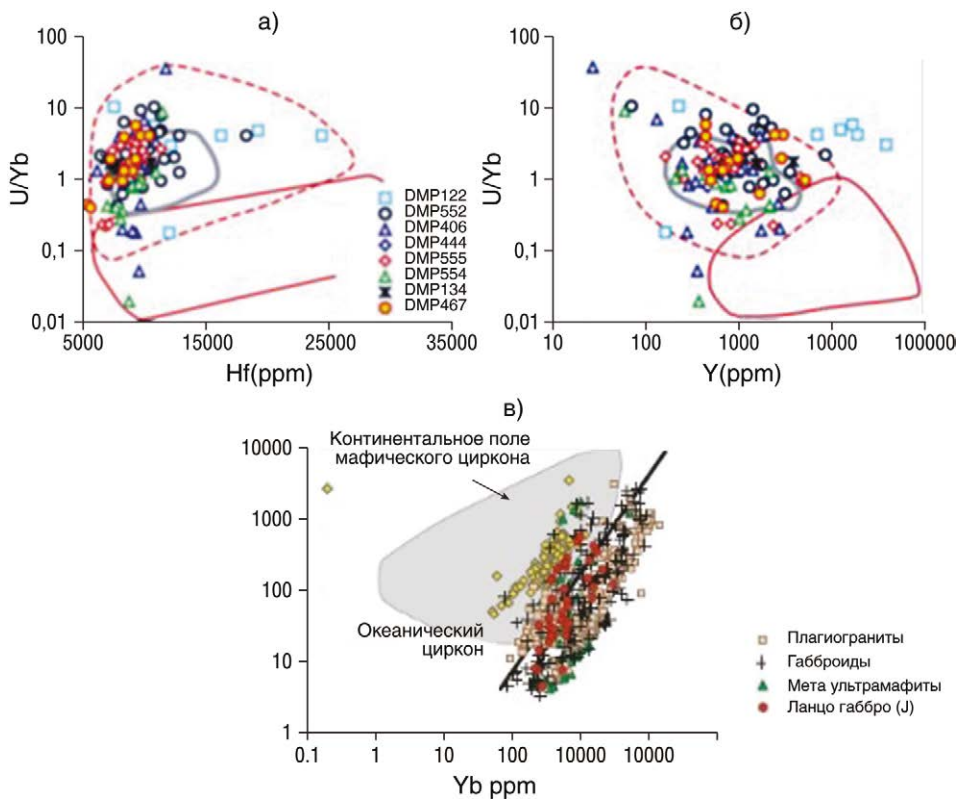 а)
100
10
1
0,1
0,01
U/Yb
5000
15000
25000
35000
Hf(ppm)
DMP122
DMP552
DMP406
DMP444
DMP555
DMP554
DMP134
DMP467
б)
100
10
1
0,1
0,01
U/Yb
10
100
1000
10000
100000
Y(ppm)
в)
10000
1000
100
10
1
Континентальное поле
мафического циркона
Океанический
циркон
0.1
1
10
100
10000
10000
Yb ppm
Плагиограниты
Габброиды
Мета ультрамафиты
Ланцо габбро (J)